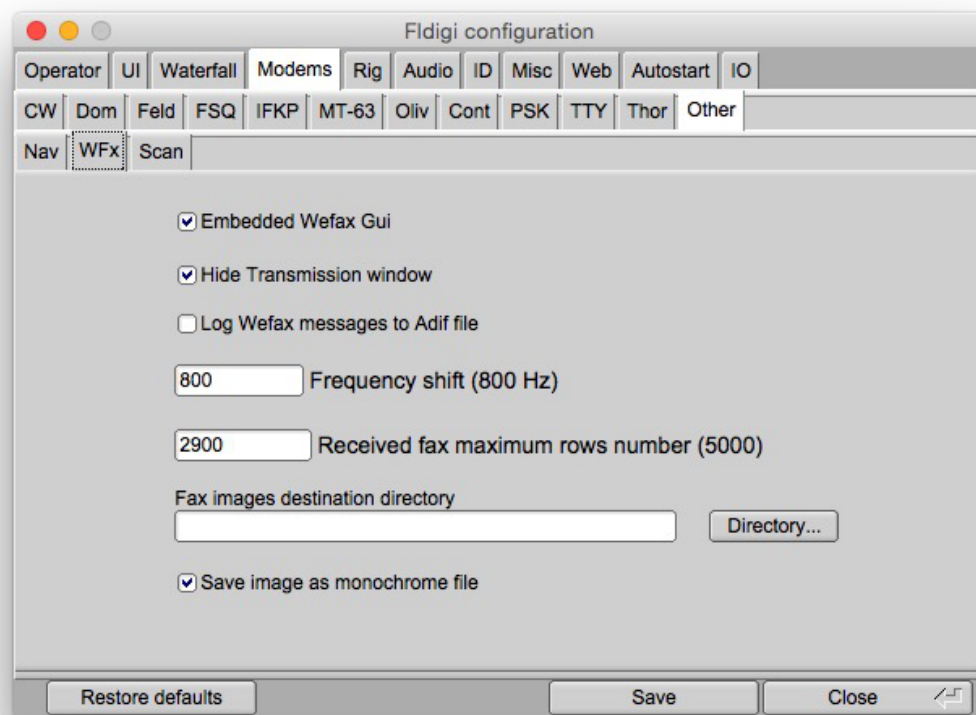 Fldigi configuration
Operator UI Waterfall Modems Rig Audio ID Misc Web Autostart IO
CW Dom Feld FSQ IFKP MT-63 Oliv Cont PSK TTY Thor Other
Nav WFx Scan
Embedded Wefax Gui
Hide Transmission window
Log Wefax messages to Adif file
800 Frequency shift (800 Hz)
2900 Received fax maximum rows number (5000)
Fax images destination directory
Directory...
Save image as monochrome file
Restore defaults Save Close